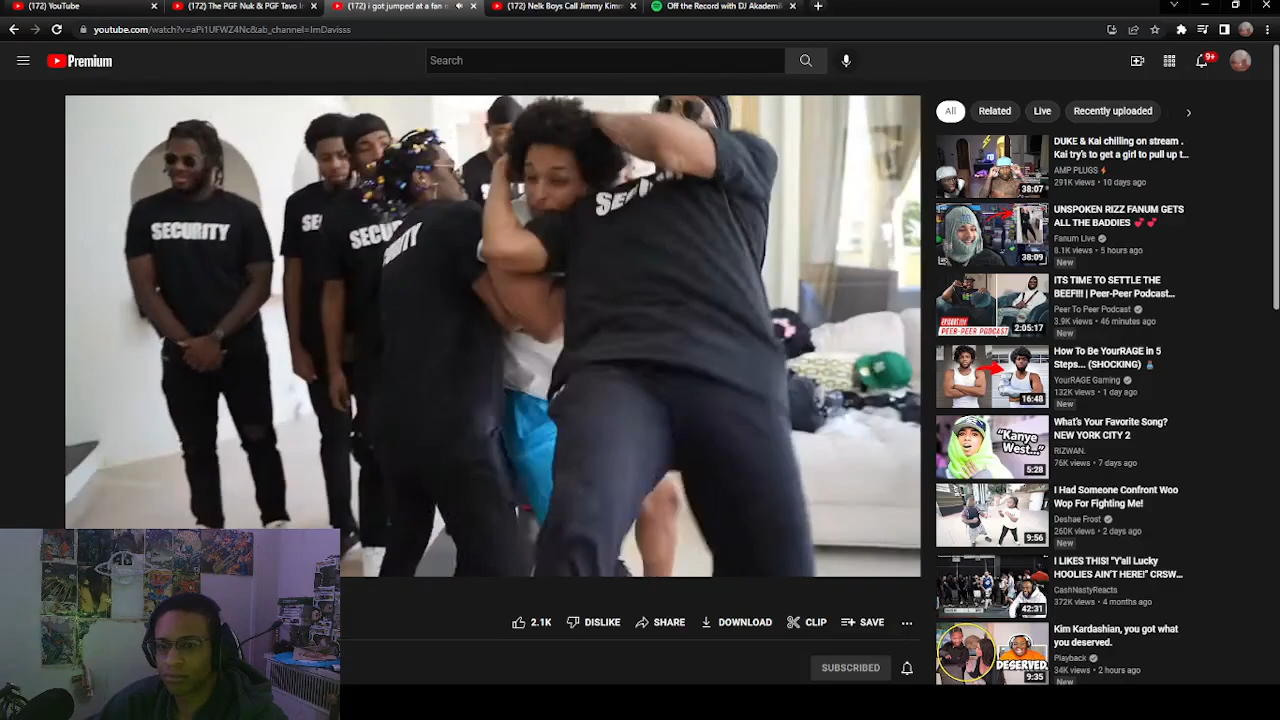 (172) YouTube
(172) The PGF Nuk & PGF Tavo I
(172) i got jumped at a fan
(172) Nelk Boys Call Jimmy Kimm
Off the Record with DJ Akademik
youtube.com/watch?v=aPi1UFWZ4Nc&ab_channel=ImDavisss
Premium
Search
9+
All
Related
Live
Recently uploaded
SECURITY
SECURITY
DUKE & Kai chilling on stream .
Kai try's to get a girl to pull up t...
AMP PLUGS
291K views • 10 days ago
38:07
UNSPOKEN RIZZ FANUM GETS
ALL THE BADDIES 💕 💕
Fanum Live
8.1K views • 5 hours ago
New
38:09
ITS TIME TO SETTLE THE
BEEF!!! | Peer-Peer Podcast...
Peer To Peer Podcast
3.9K views • 46 minutes ago
New
PEER-PEER PODCAST
2:05:17
How To Be YourRAGE in 5
Steps... (SHOCKING)
YourRAGE Gaming
132K views • 1 day ago
New
16:48
What's Your Favorite Song?
NEW YORK CITY 2
RIZWAN.
76K views • 7 days ago
"Kanye
West..."
5:28
I Had Someone Confront Woo
Wop For Fighting Me!
Deshae Frost
260K views • 2 days ago
New
9:56
I LIKES THIS! "Y'all Lucky
HOOLIES AIN'T HERE!" CRSW...
CashNastyReacts
372K views • 4 months ago
42:31
Kim Kardashian, you got what
you deserved.
Playback
34K views • 2 hours ago
New
DESERVED.
9:35
2.1K
DISLIKE
SHARE
DOWNLOAD
CLIP
SAVE
SUBSCRIBED